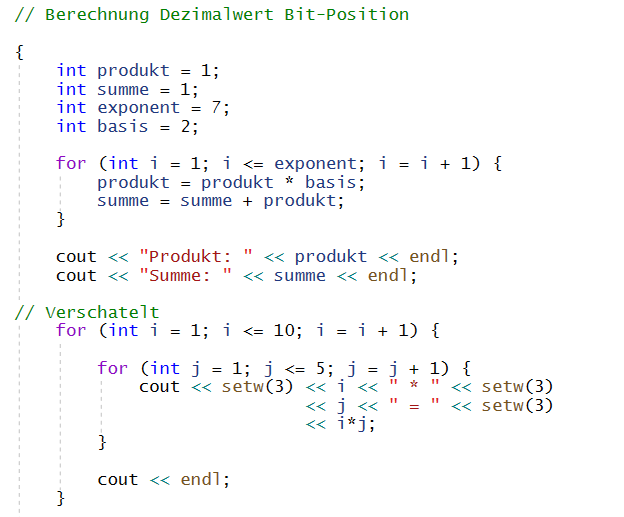 // Berechnung Dezimalwert Bit-Position
{
int produkt = 1;
int summe = 1;
int exponent = 7;
int basis = 2;
for (int i = 1; i <= exponent; i = i + 1) {
produkt = produkt * basis;
summe = summe + produkt;
}
cout << "Produkt: " << produkt << endl;
cout << "Summe: " << summe << endl;
// Verschatelt
for (int i = 1; i <= 10; i = i + 1) {
for (int j = 1; j <= 5; j = j + 1) {
cout << setw(3) << i << " * " << setw(3)
<< j << " = " << setw(3)
<< i*j;
}
cout << endl;
}